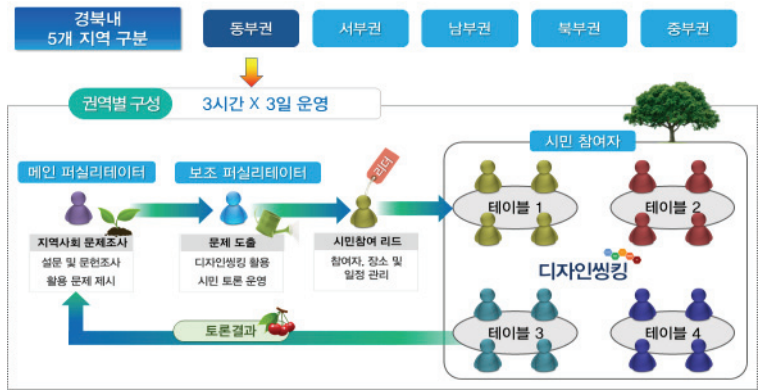 경북내
5개 지역 구분
동부권
서부권
남부권
북부권
중부권
권역별 구성
3시간 X 3일 운영
시민 참여자
리더
메인 퍼실리테이터
보조 퍼실리테이터
테이블 1
테이블 2
지역사회 문제조사
설문 및 문헌조사
활용 문제 제시
문제 도출
디자인씽킹 활용
시민 토론 운영
시민참여 리드
참여자, 장소 및
일정 관리
디자인씽킹
토론결과
테이블 3
테이블 4